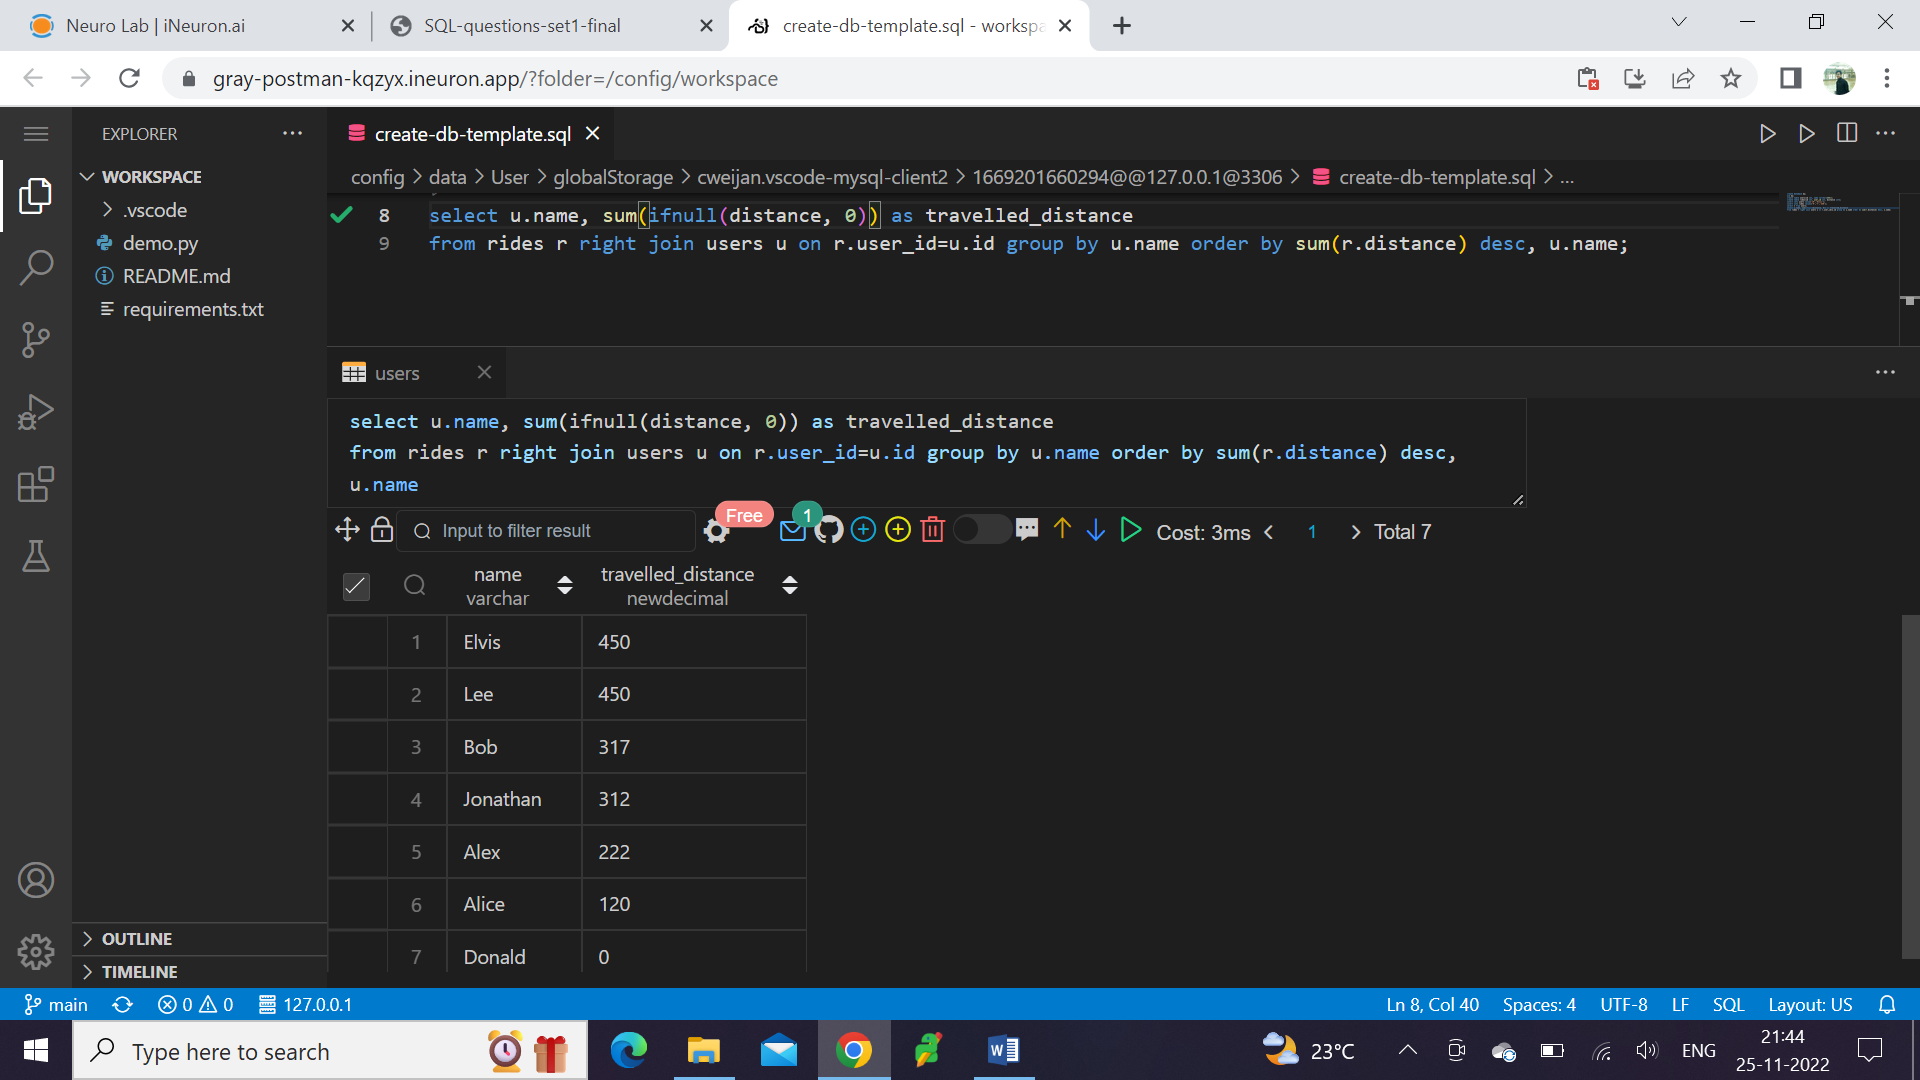 Neuro Lab | iNeuron.ai
SQL-questions-set1-final
create-db-template.sql - workspa
gray-postman-kqzyx.ineuron.app/?folder=/config/workspace
EXPLORER
WORKSPACE
.vscode
demo.py
README.md
requirements.txt
OUTLINE
TIMELINE
create-db-template.sql
config > data > User > globalStorage > cweijan.vscode-mysql-client2 > 1669201660294@@127.0.0.1@3306 > create-db-template.sql > ...
8 select u.name, sum(ifnull(distance, 0)) as travelled_distance
9 from rides r right join users u on r.user_id=u.id group by u.name order by sum(r.distance) desc, u.name;
users
select u.name, sum(ifnull(distance, 0)) as travelled_distance
from rides r right join users u on r.user_id=u.id group by u.name order by sum(r.distance) desc,
u.name
Input to filter result
Free
1
Cost: 3ms < 1 > Total 7
name travelled_distance
varchar newdecimal
1 Elvis 450
2 Lee 450
3 Bob 317
4 Jonathan 312
5 Alex 222
6 Alice 120
7 Donald 0
main 0 0 127.0.0.1 Ln 8, Col 40 Spaces: 4 UTF-8 LF SQL Layout: US
Type here to search
23°C
ENG
21:44
25-11-2022